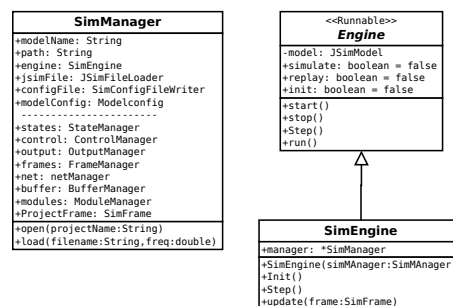 SimManager
+modelName: String
+path: String
+engine: SimEngine
+jsimFile: JSimFileLoader
+configFile: SimConfigFileWriter
+modelConfig: Modelconfig
-----------------------
+states: StateManager
+control: ControlManager
+output: OutputManager
+frames: FrameManager
+net: netManager
+buffer: BufferManager
+modules: ModuleManager
+ProjectFrame: SimFrame
+open(projectName:String)
+load(filename:String,freq:double)
<<Runnable>>
Engine
-model: JSimModel
+simulate: boolean = false
+replay: boolean = false
+init: boolean = false
+start()
+stop()
+Step()
+run()
SimEngine
+manager: *SimManager
+SimEngine(simMAnager:SimMAnager
+Init()
+Step()
+update(frame:SimFrame)